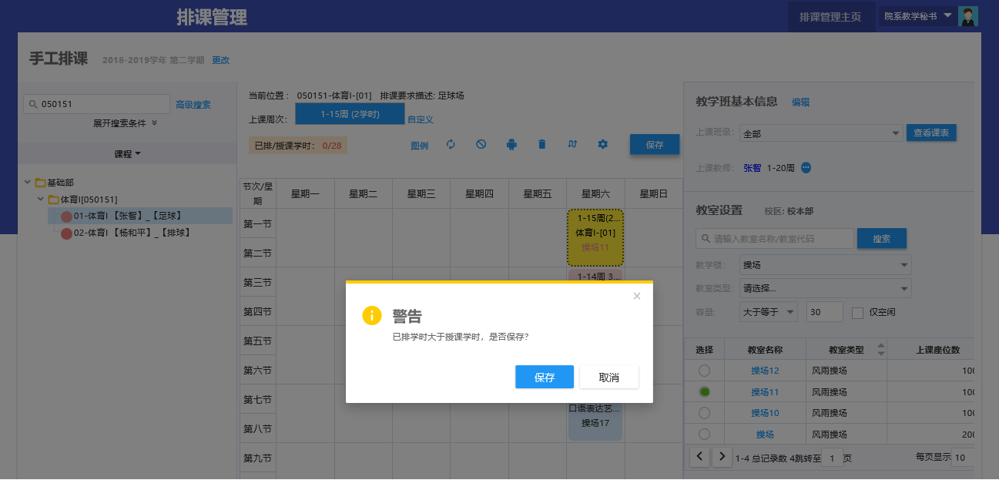 排课管理
排课管理主页
院系教学秘书
手工排课
2018-2019学年 第二学期
更改
050151
高级搜索
展开搜索条件
课程
基础部
体育I[050151]
01-体育I 【张智】_【足球】
02-体育I 【杨和平】_【排球】
当前位置： 050151-体育I-[01] 排课要求描述: 足球场
上课周次: 1-15周 (2学时) 自定义
已排/授课学时: 0/28
图例
保存
节次/星期 星期一 星期二 星期三 星期四 星期五 星期六 星期日
第一节
第二节
第三节
第四节
第五节
第六节
第七节
第八节
第九节
1-15周(2...
体育I-[01]
操场11
1-14周 3...
口语表达艺...
操场17
警告
已排学时大于授课学时，是否保存?
保存
取消
教学班基本信息 编辑
上课班级: 全部 查看课表
上课教师: 张智 1-20周
教室设置 校区: 校本部
请输入教室名称/教室代码 搜索
教学楼: 操场
教室类型: 请选择...
容量: 大于等于 30 仅空闲
选择 教室名称 教室类型 上课座位数
操场12 风雨操场 100
操场11 风雨操场 100
操场10 风雨操场 100
操场 风雨操场 200
1-4 总记录数 4跳转至 1 页 每页显示 10